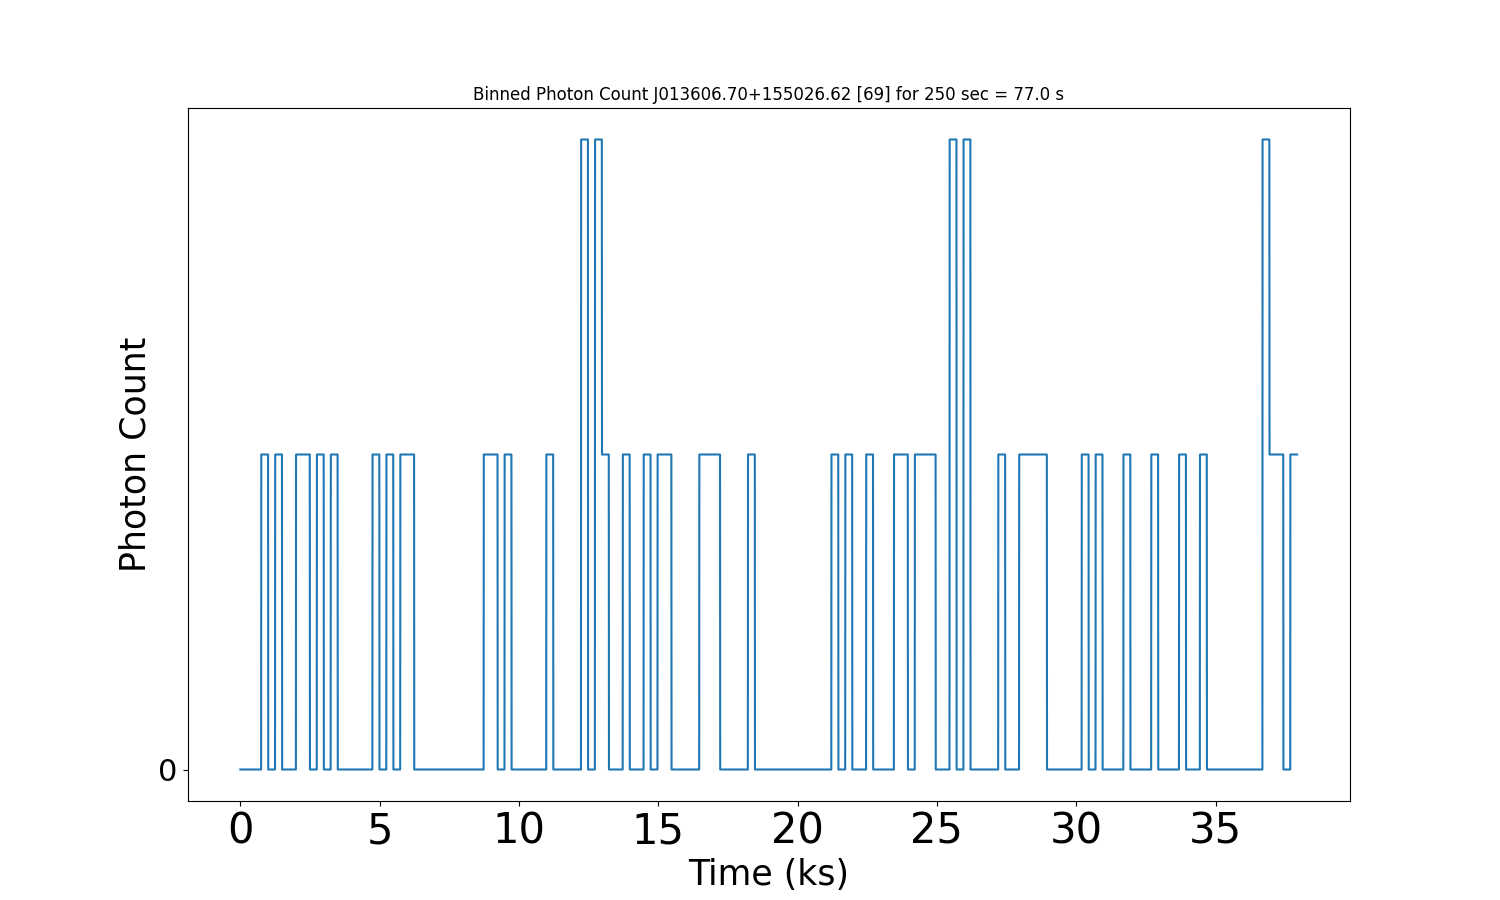 Binned Photon Count J013606.70+155026.62 [69] for 250 sec = 77.0 s
Photon Count
0
0 5 10 15 20 25 30 35
Time (ks)